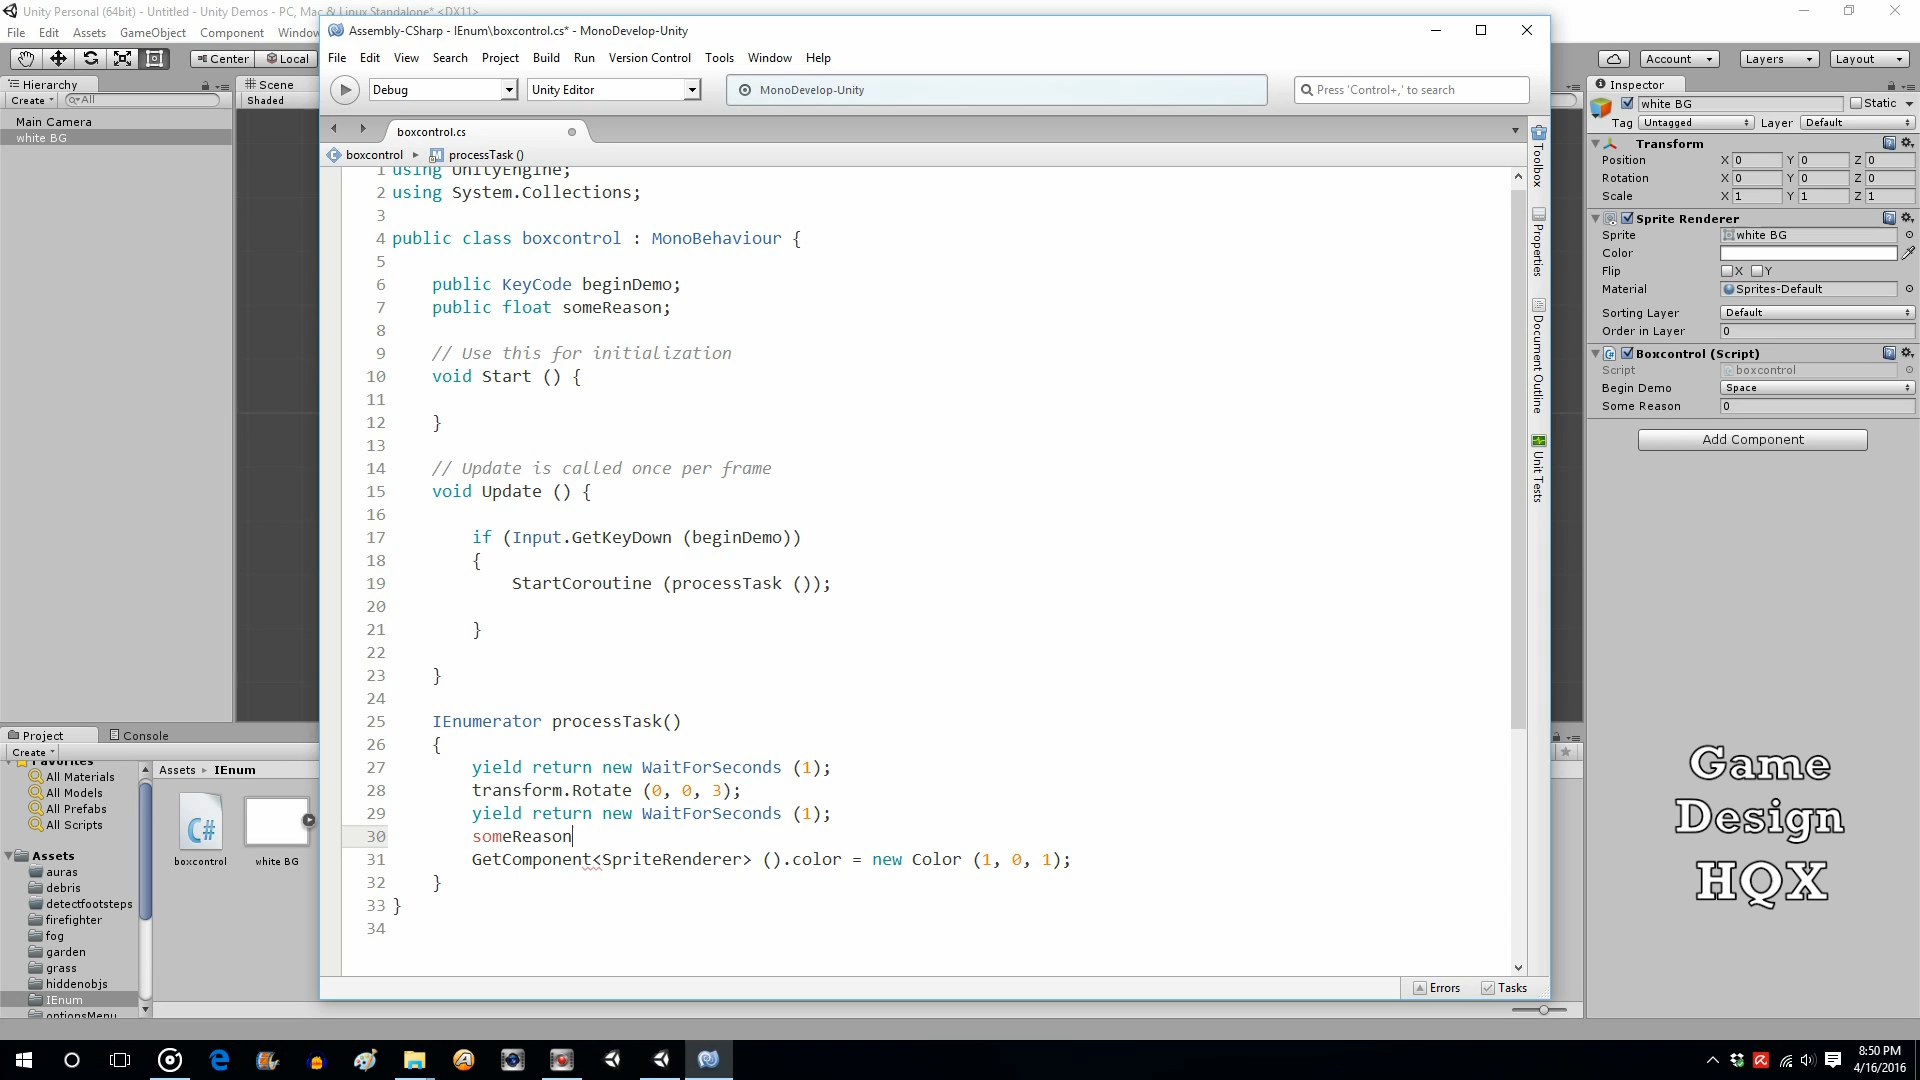 Unity Personal (64bit) - Untitled - Unity Demos - PC, Mac & Linux Standalone* <DX11>
File Edit Assets GameObject Component Window
Center Local
Account Layers Layout
Hierarchy
Create All
Main Camera
white BG
Scene
Shaded
Assembly-CSharp - IEnum\boxcontrol.cs* - MonoDevelop-Unity
File Edit View Search Project Build Run Version Control Tools Window Help
Debug Unity Editor MonoDevelop-Unity Press 'Control+,' to search
boxcontrol.cs
boxcontrol processTask ()
1 using UnityEngine;
2 using System.Collections;
3
4 public class boxcontrol : MonoBehaviour {
5
6 public KeyCode beginDemo;
7 public float someReason;
8
9 // Use this for initialization
10 void Start () {
11
12 }
13
14 // Update is called once per frame
15 void Update () {
16
17 if (Input.GetKeyDown (beginDemo))
18 {
19 StartCoroutine (processTask ());
20
21 }
22
23 }
24
25 IEnumerator processTask()
26 {
27 yield return new WaitForSeconds (1);
28 transform.Rotate (0, 0, 3);
29 yield return new WaitForSeconds (1);
30 someReason
31 GetComponent<SpriteRenderer> ().color = new Color (1, 0, 1);
32 }
33 }
34
Errors Tasks
Toolbox
Properties
Document Outline
Unit Tests
Inspector
white BG Static
Tag Untagged Layer Default
Transform
Position X 0 Y 0 Z 0
Rotation X 0 Y 0 Z 0
Scale X 1 Y 1 Z 1
Sprite Renderer
Sprite white BG
Color
Flip X Y
Material Sprites-Default
Sorting Layer Default
Order in Layer 0
Boxcontrol (Script)
Script boxcontrol
Begin Demo Space
Some Reason 0
Add Component
Project Console
Create
Favorites
All Materials
All Models
All Prefabs
All Scripts
Assets
auras
debris
detectfootsteps
firefighter
fog
garden
grass
hiddenobjs
IEnum
optionsMenu
Assets IEnum
C#
boxcontrol white BG
Game
Design
HQX
8:50 PM
4/16/2016